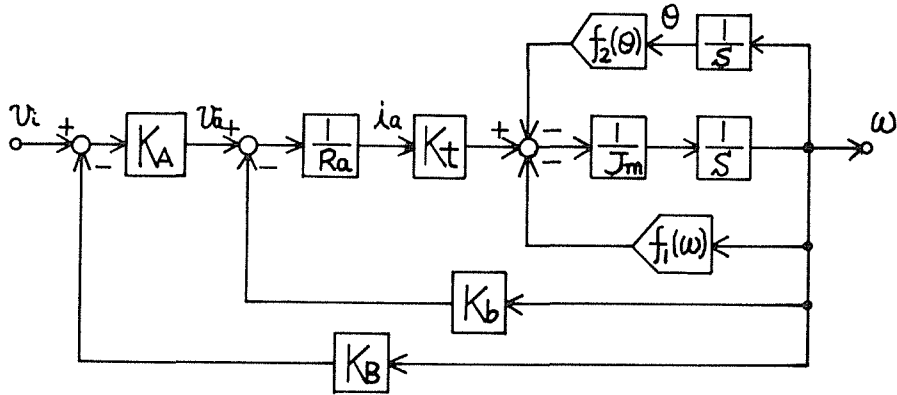 f₂(θ) θ 1/S
vi + − KA va + − 1/Ra ia Kt + − − 1/Jm 1/S ω
f₁(ω)
Kb
KB